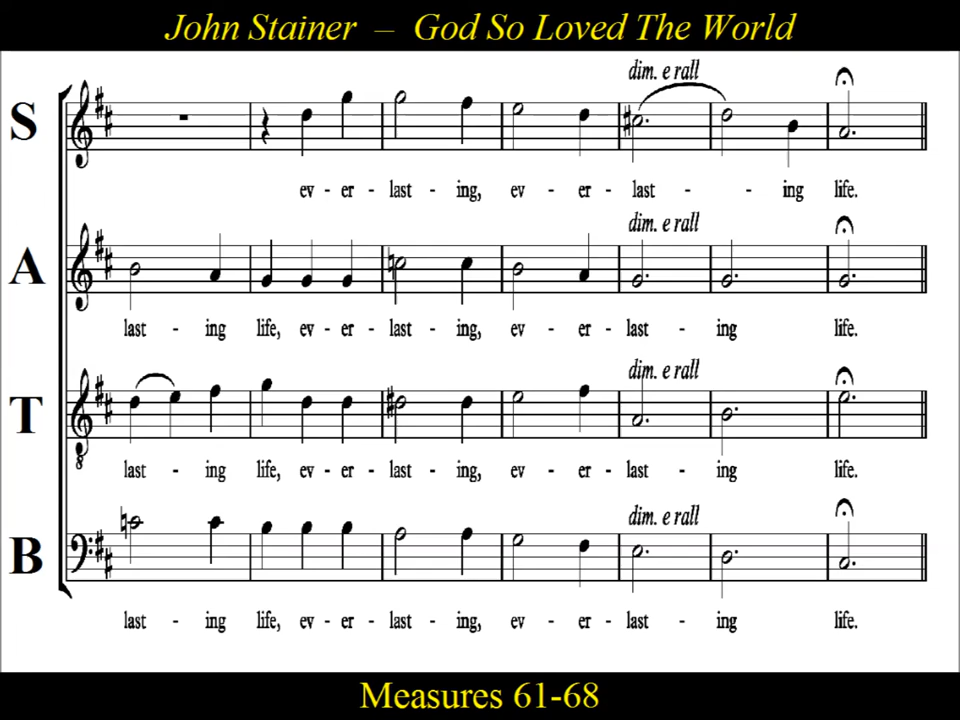 John Stainer – God So Loved The World
dim. e rall
S
ev - er - last - ing, ev - er - last - - ing life.
dim. e rall
A
last - ing life, ev - er - last - ing, ev - er - last - ing life.
dim. e rall
T
8
last - ing life, ev - er - last - ing, ev - er - last - ing life.
dim. e rall
B
last - ing life, ev - er - last - ing, ev - er - last - ing life.
Measures 61-68